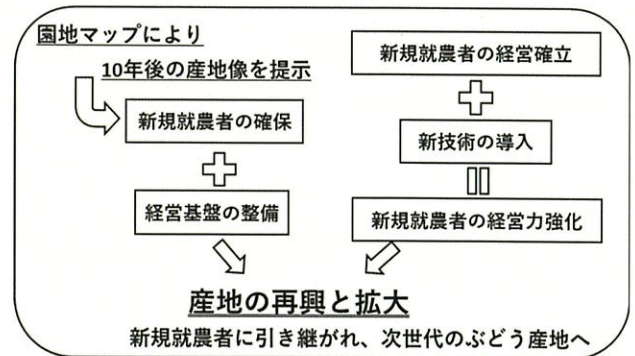 園地マップにより
10年後の産地像を提示
新規就農者の確保
経営基盤の整備
新規就農者の経営確立
新技術の導入
新規就農者の経営力強化
産地の再興と拡大
新規就農者に引き継がれ、次世代のぶどう産地へ